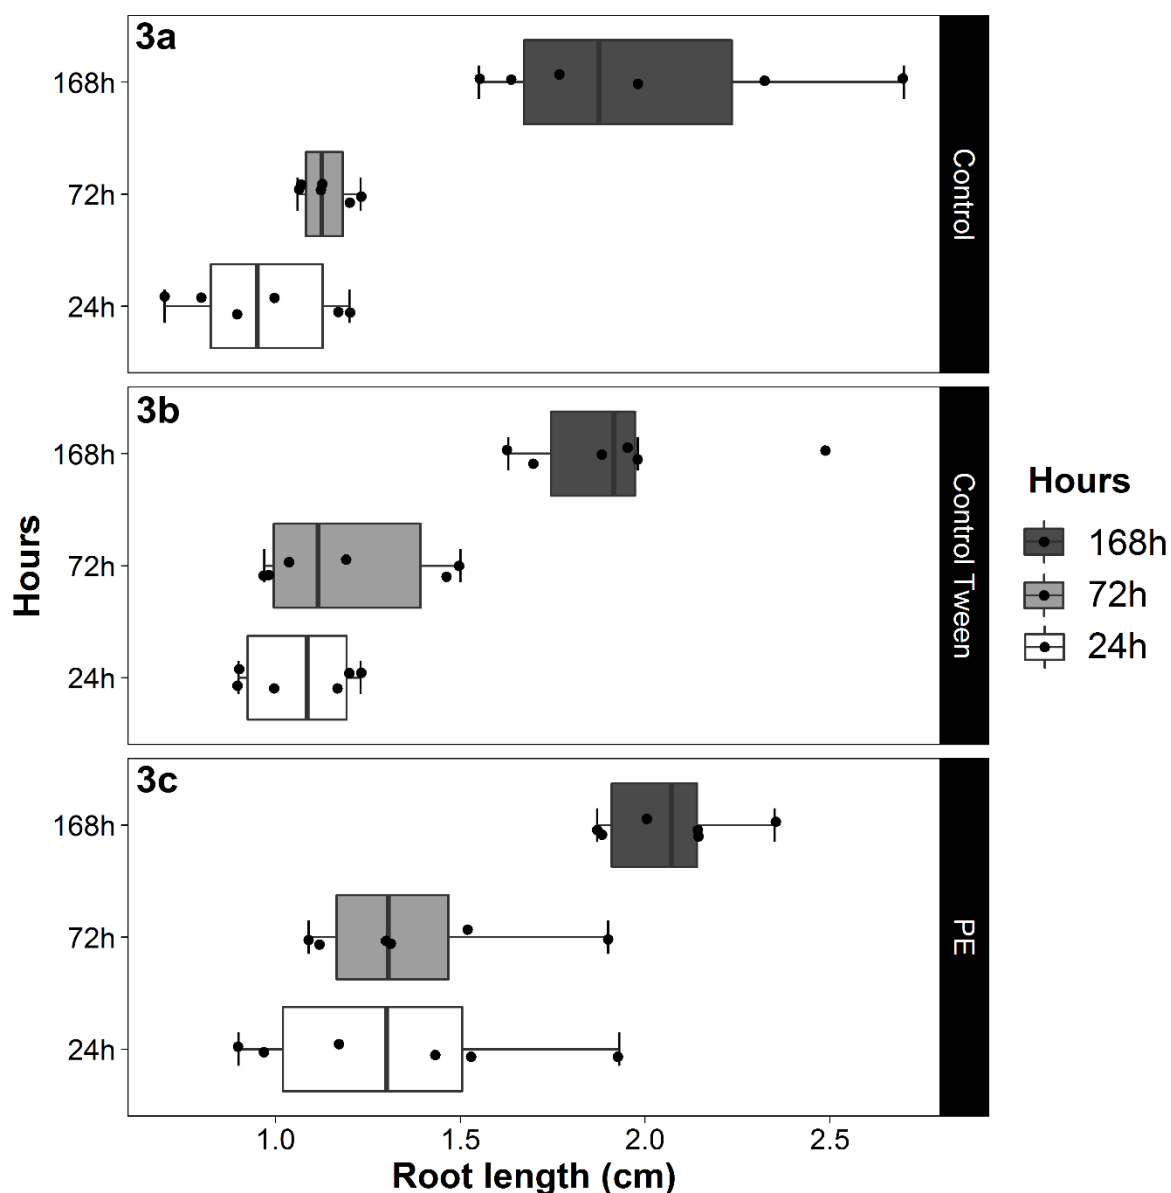 3a
168h
72h
24h
Control
3b
168h
72h
24h
Control Tween
3c
168h
72h
24h
PE
Hours
1.0 1.5 2.0 2.5
Root length (cm)
Hours
168h
72h
24h